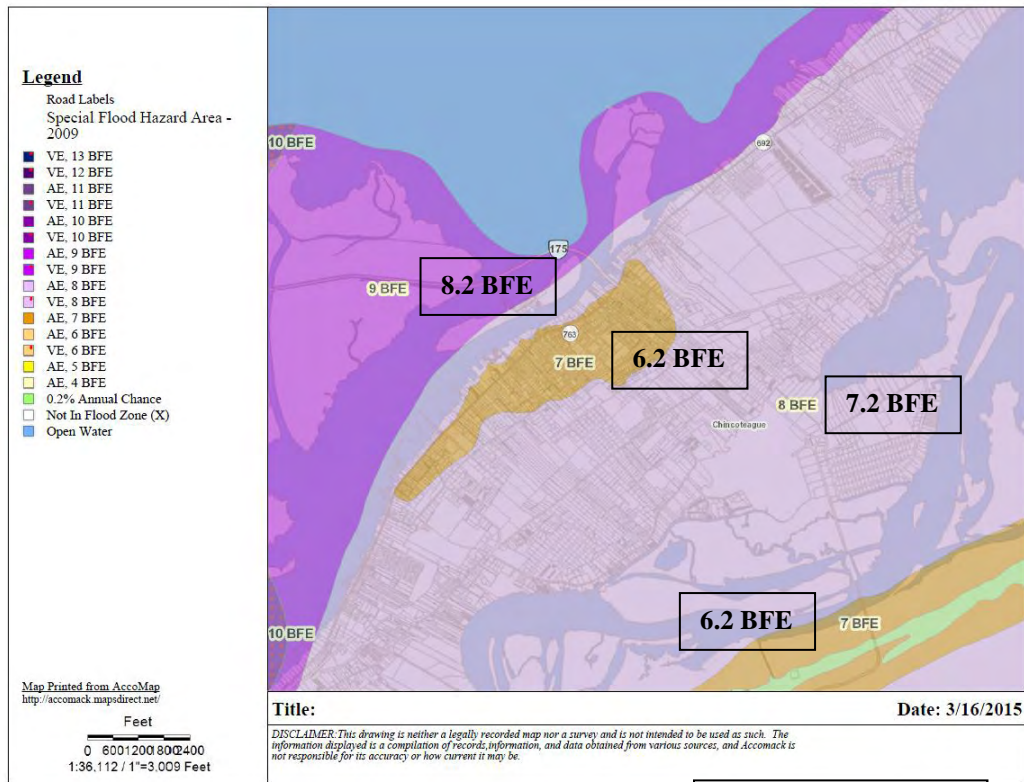 Legend
Road Labels
Special Flood Hazard Area -
2009
VE, 13 BFE
VE, 12 BFE
AE, 11 BFE
VE, 11 BFE
AE, 10 BFE
VE, 10 BFE
AE, 9 BFE
VE, 9 BFE
AE, 8 BFE
VE, 8 BFE
AE, 7 BFE
AE, 6 BFE
VE, 6 BFE
AE, 5 BFE
AE, 4 BFE
0.2% Annual Chance
Not In Flood Zone (X)
Open Water
Map Printed from AccoMap
http://accomack.mapsdirect.net/
Feet
0 600120018002400
1:36,112 / 1"=3,009 Feet
10 BFE
692
175
9 BFE
8.2 BFE
763
7 BFE
6.2 BFE
8 BFE
7.2 BFE
Chincoteague
6.2 BFE
7 BFE
10 BFE
Title:
Date: 3/16/2015
DISCLAIMER:This drawing is neither a legally recorded map nor a survey and is not intended to be used as such. The
information displayed is a compilation of records,information, and data obtained from various sources, and Accomack is
not responsible for its accuracy or how current it may be.